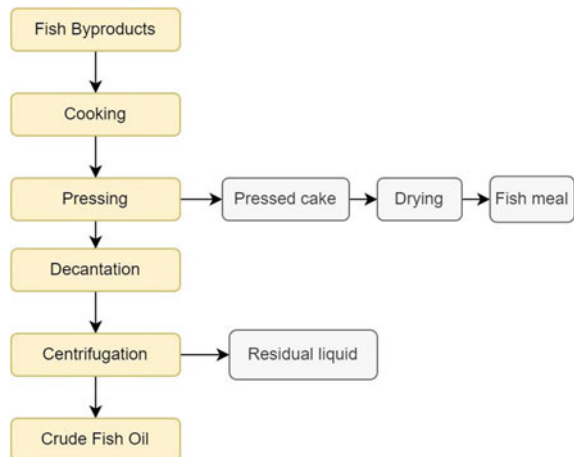 Fish Byproducts
Cooking
Pressing
Pressed cake
Drying
Fish meal
Decantation
Centrifugation
Residual liquid
Crude Fish Oil